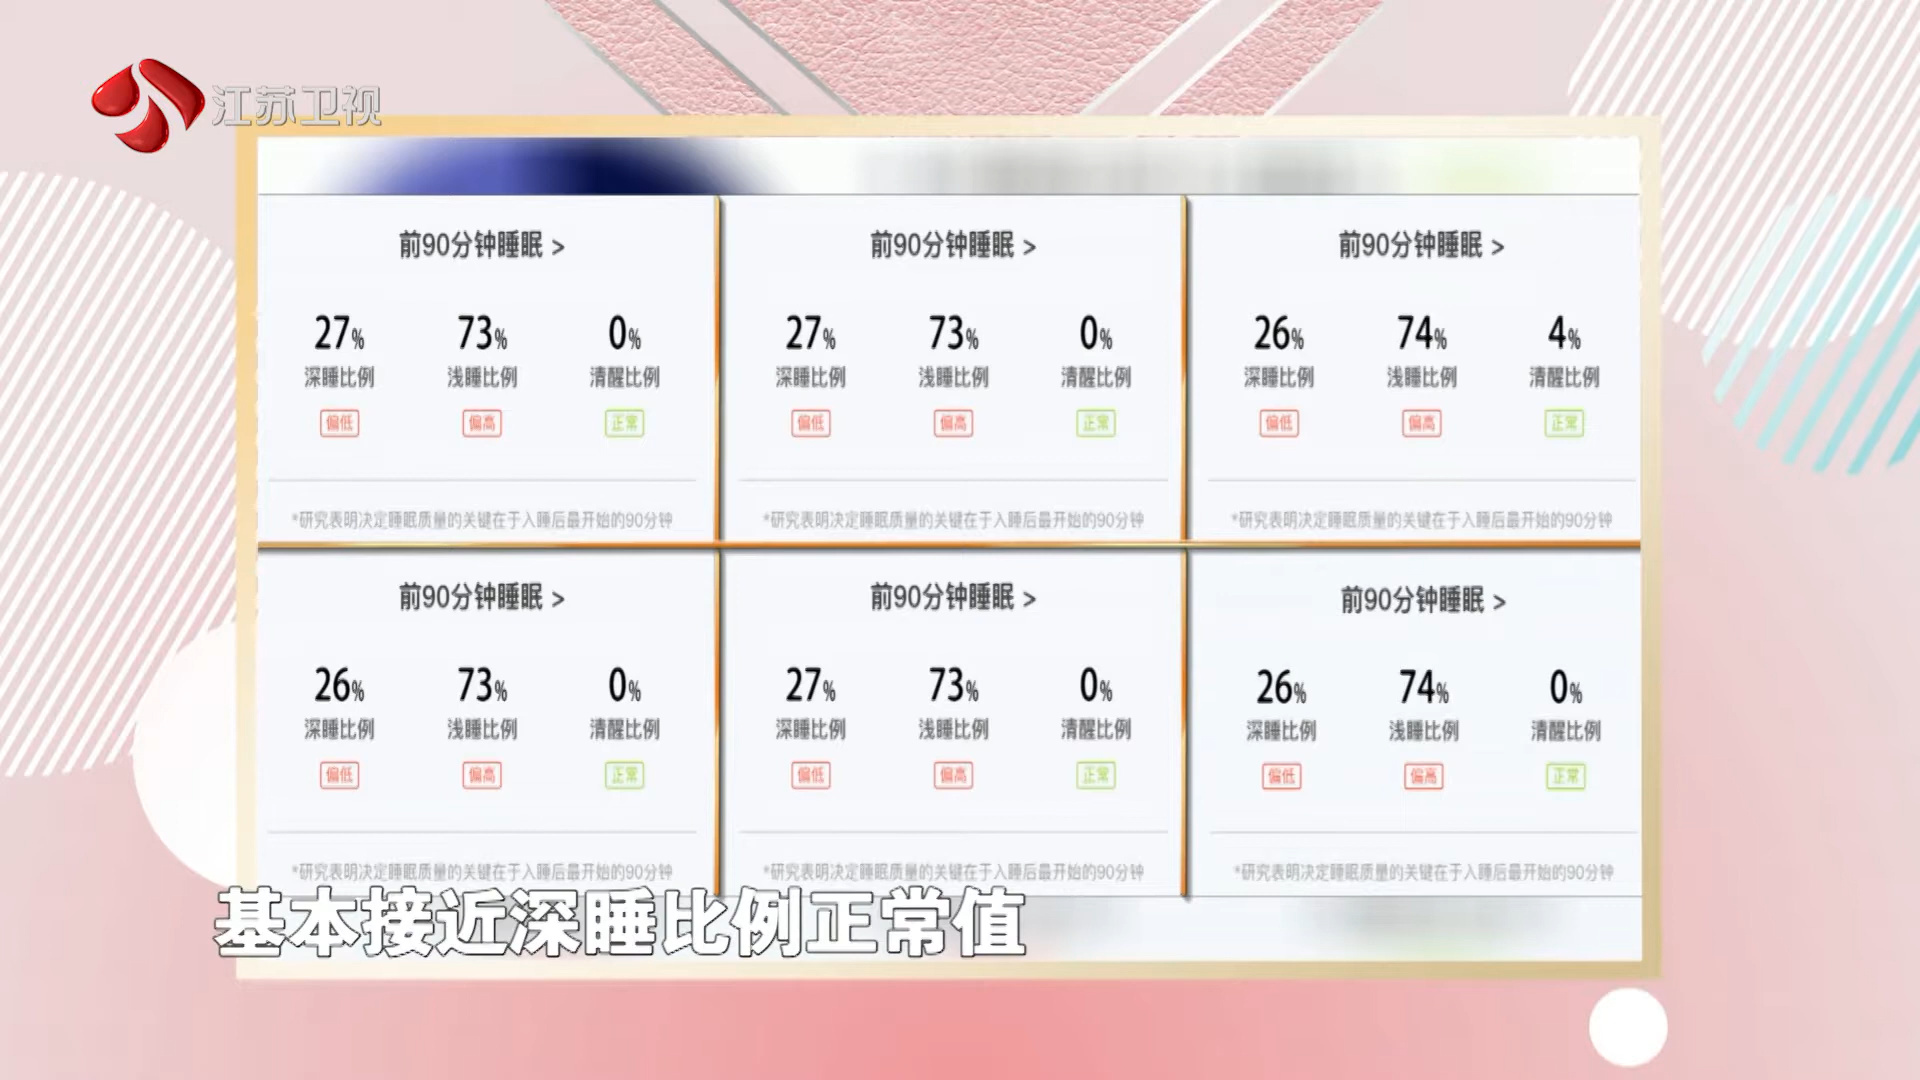 江苏卫视
前90分钟睡眠 >
前90分钟睡眠 >
前90分钟睡眠 >
27% 73% 0%
27% 73% 0%
26% 74% 4%
深睡比例 浅睡比例 清醒比例
深睡比例 浅睡比例 清醒比例
深睡比例 浅睡比例 清醒比例
偏低 偏高 正常
偏低 偏高 正常
偏低 偏高 正常
*研究表明决定睡眠质量的关键在于入睡后最开始的90分钟
*研究表明决定睡眠质量的关键在于入睡后最开始的90分钟
*研究表明决定睡眠质量的关键在于入睡后最开始的90分钟
前90分钟睡眠 >
前90分钟睡眠 >
前90分钟睡眠 >
26% 73% 0%
27% 73% 0%
26% 74% 0%
深睡比例 浅睡比例 清醒比例
深睡比例 浅睡比例 清醒比例
深睡比例 浅睡比例 清醒比例
偏低 偏高 正常
偏低 偏高 正常
偏低 偏高 正常
*研究表明决定睡眠质量的关键在于入睡后最开始的90分钟
*研究表明决定睡眠质量的关键在于入睡后最开始的90分钟
*研究表明决定睡眠质量的关键在于入睡后最开始的90分钟
基本接近深睡比例正常值